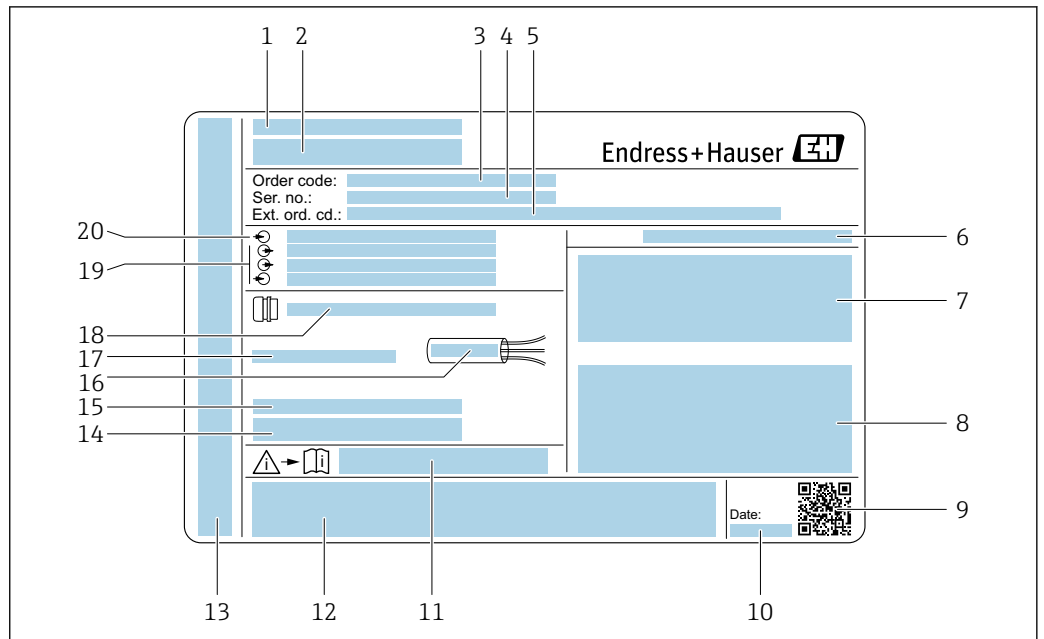 1 2 3 4 5
Endress+Hauser EH
Order code:
Ser. no.:
Ext. ord. cd.:
20
6
19
7
18
17
16
15
14
8
i i
Date:
9
13 12 11 10